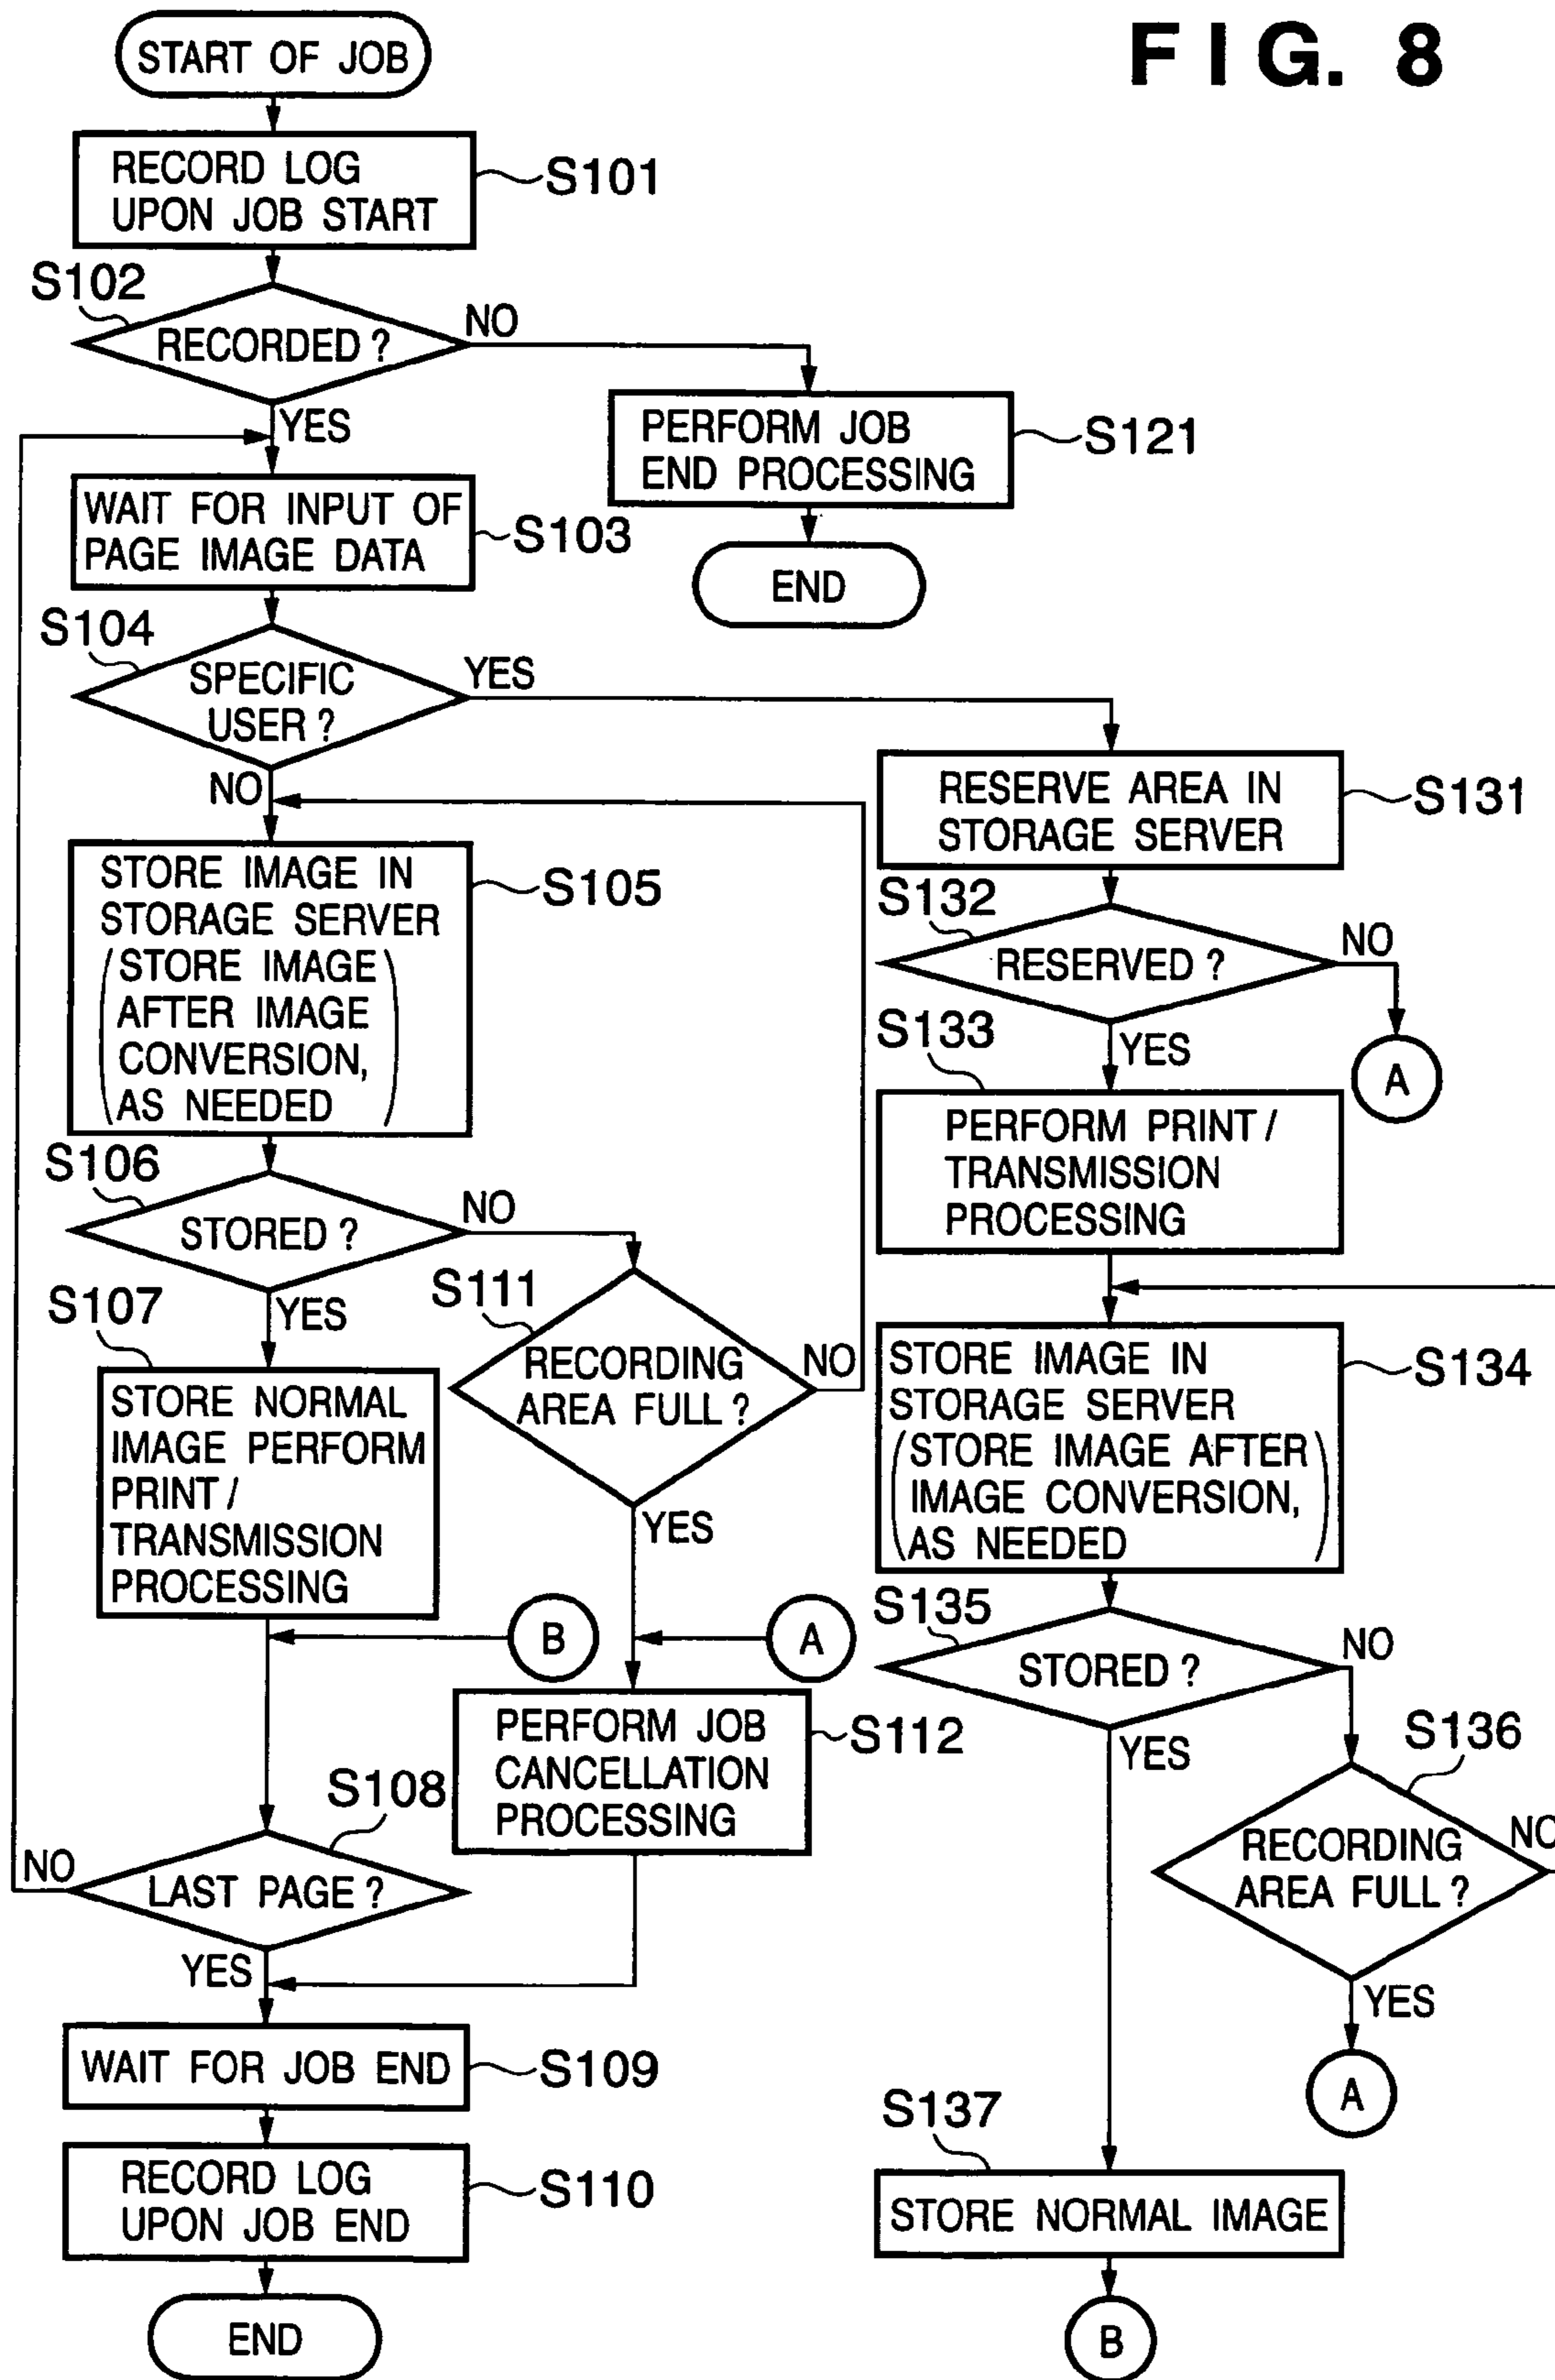 FIG. 8
START OF JOB
RECORD LOG
UPON JOB START
S101
S102
RECORDED ?
NO
YES
PERFORM JOB
END PROCESSING
S121
END
WAIT FOR INPUT OF
PAGE IMAGE DATA
S103
S104
SPECIFIC
USER ?
YES
NO
STORE IMAGE IN
STORAGE SERVER
(STORE IMAGE
AFTER IMAGE
CONVERSION,
AS NEEDED)
S105
S106
STORED ?
NO
YES
S107
STORE NORMAL
IMAGE PERFORM
PRINT /
TRANSMISSION
PROCESSING
S111
RECORDING
AREA FULL ?
NO
YES
B
A
PERFORM JOB
CANCELLATION
PROCESSING
S112
S108
LAST PAGE ?
NO
YES
WAIT FOR JOB END
S109
RECORD LOG
UPON JOB END
S110
END
RESERVE AREA IN
STORAGE SERVER
S131
S132
RESERVED ?
NO
A
YES
S133
PERFORM PRINT /
TRANSMISSION
PROCESSING
STORE IMAGE IN
STORAGE SERVER
(STORE IMAGE AFTER
IMAGE CONVERSION,
AS NEEDED)
S134
S135
STORED ?
NO
YES
S136
RECORDING
AREA FULL ?
NO
YES
A
S137
STORE NORMAL IMAGE
B